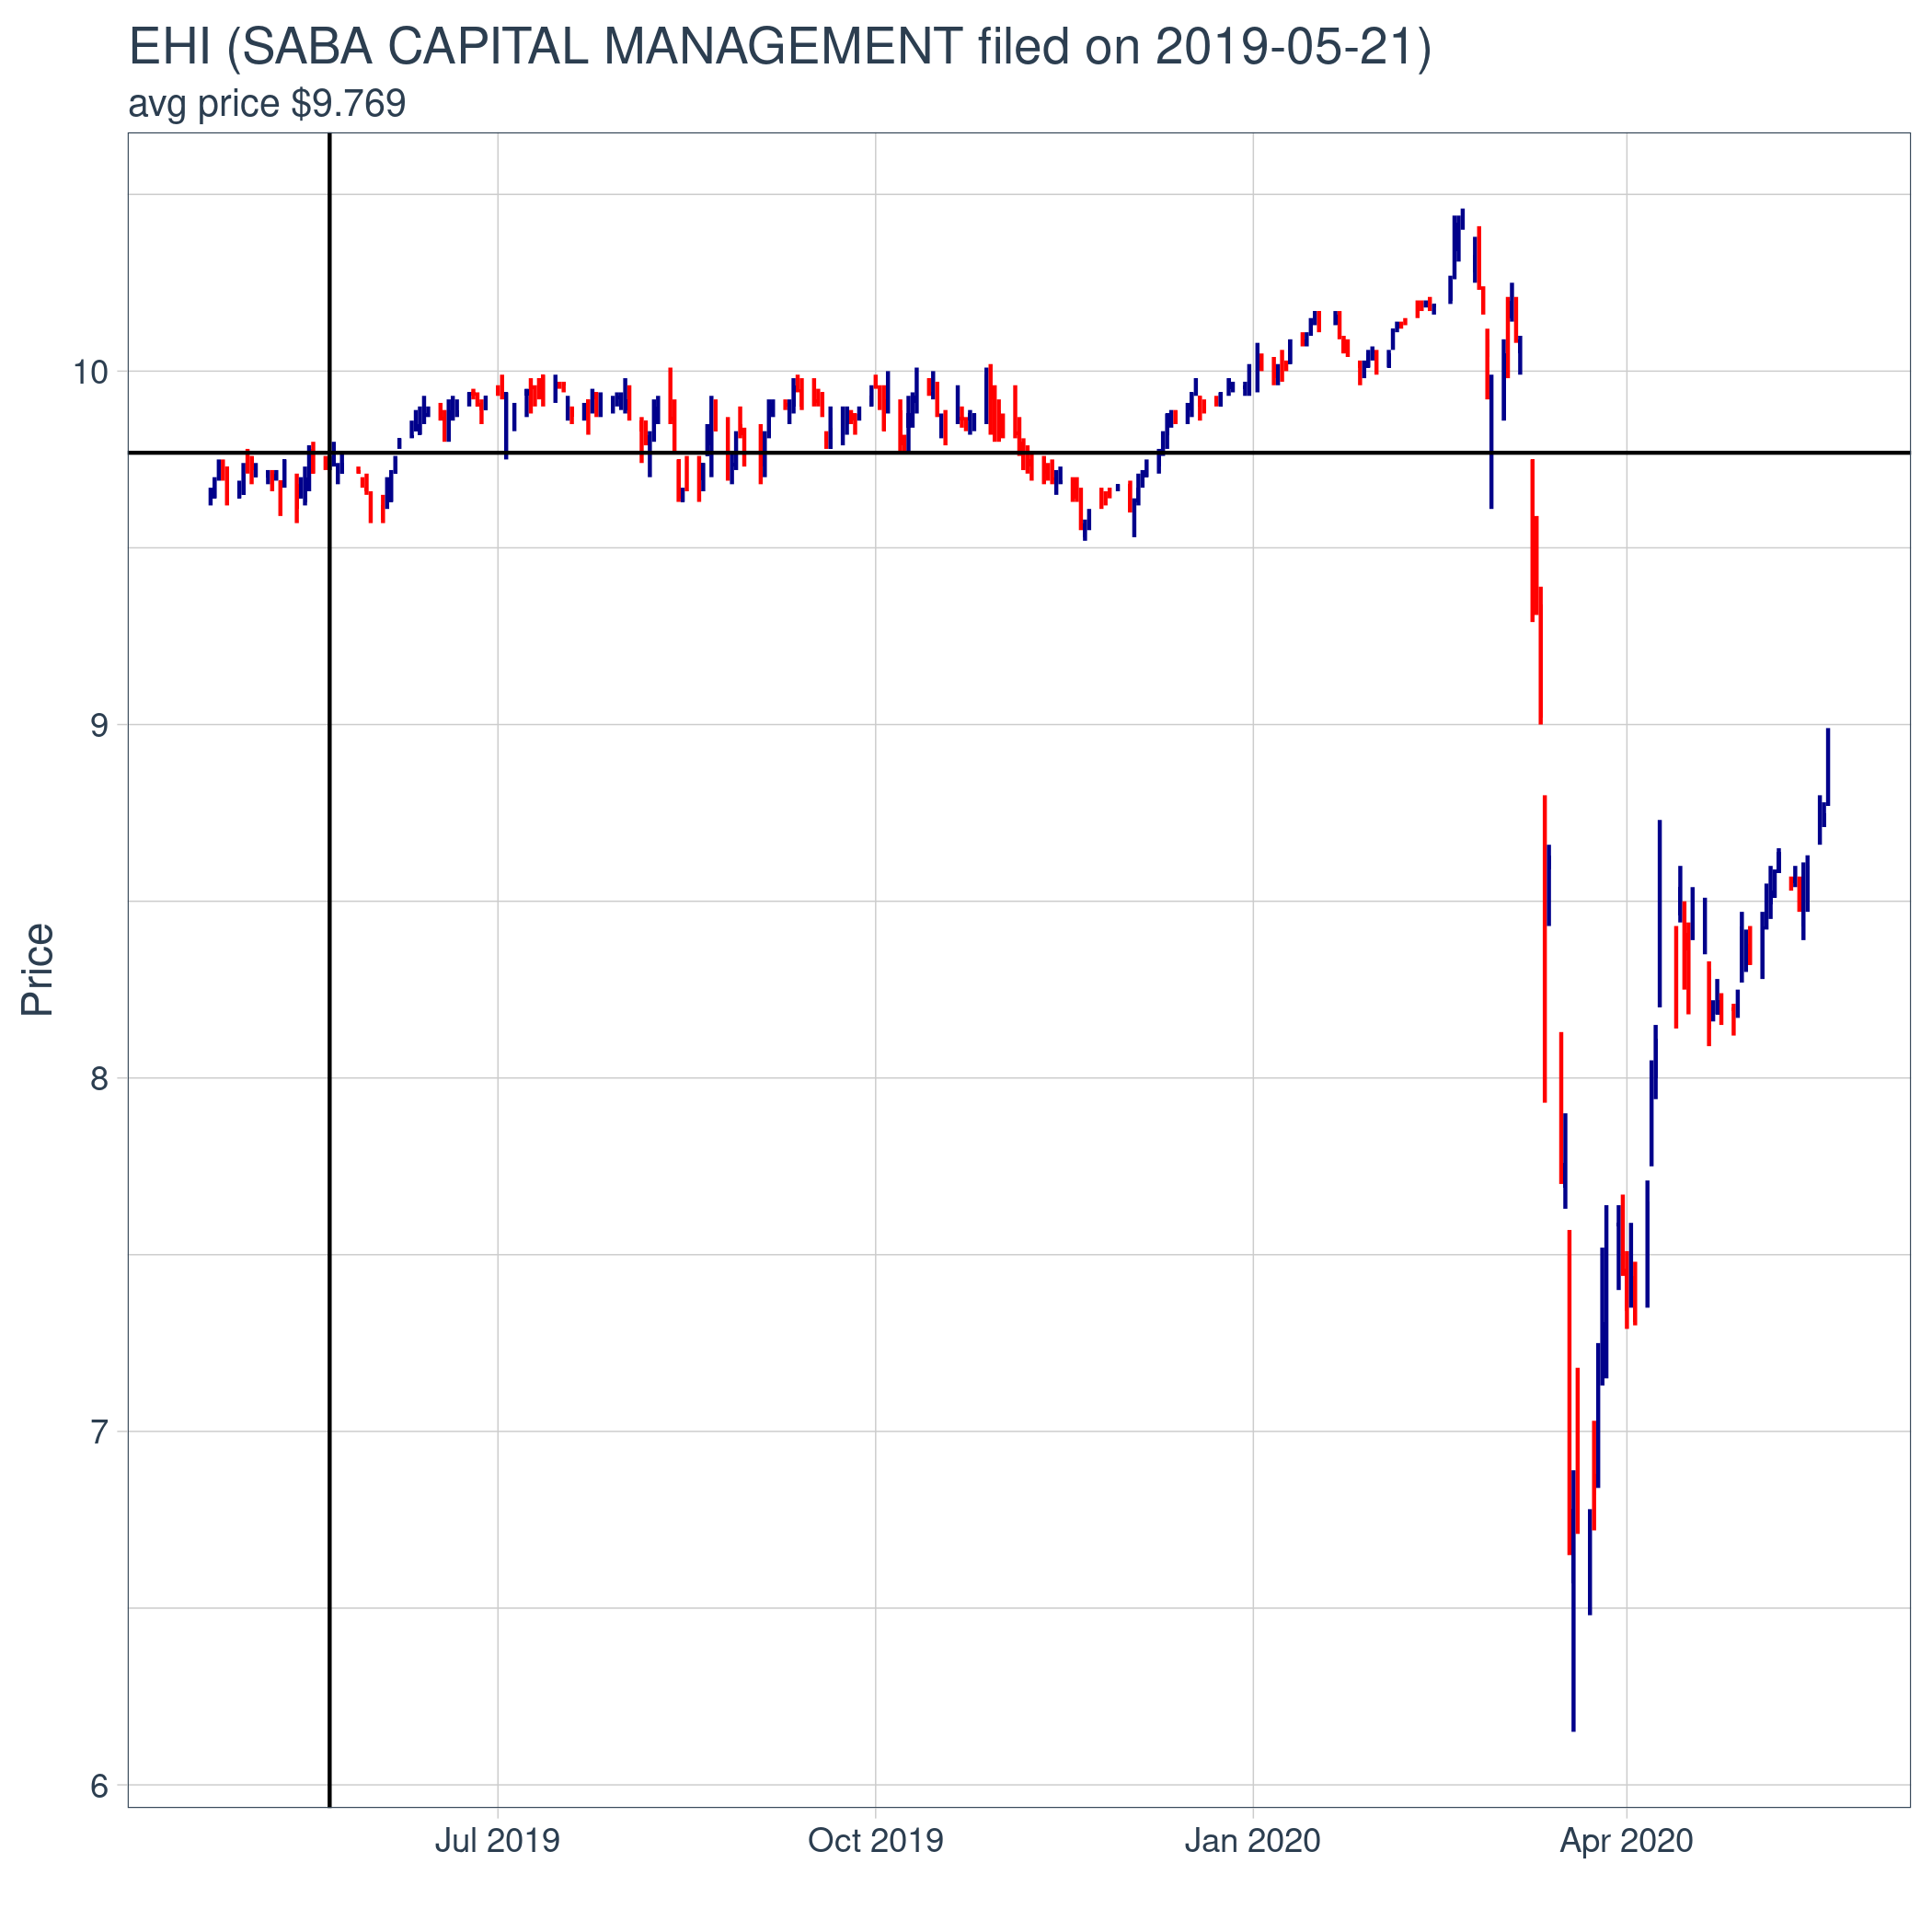 EHI (SABA CAPITAL MANAGEMENT filed on 2019-05-21)
avg price $9.769
10
9
8
7
6
Price
Jul 2019
Oct 2019
Jan 2020
Apr 2020